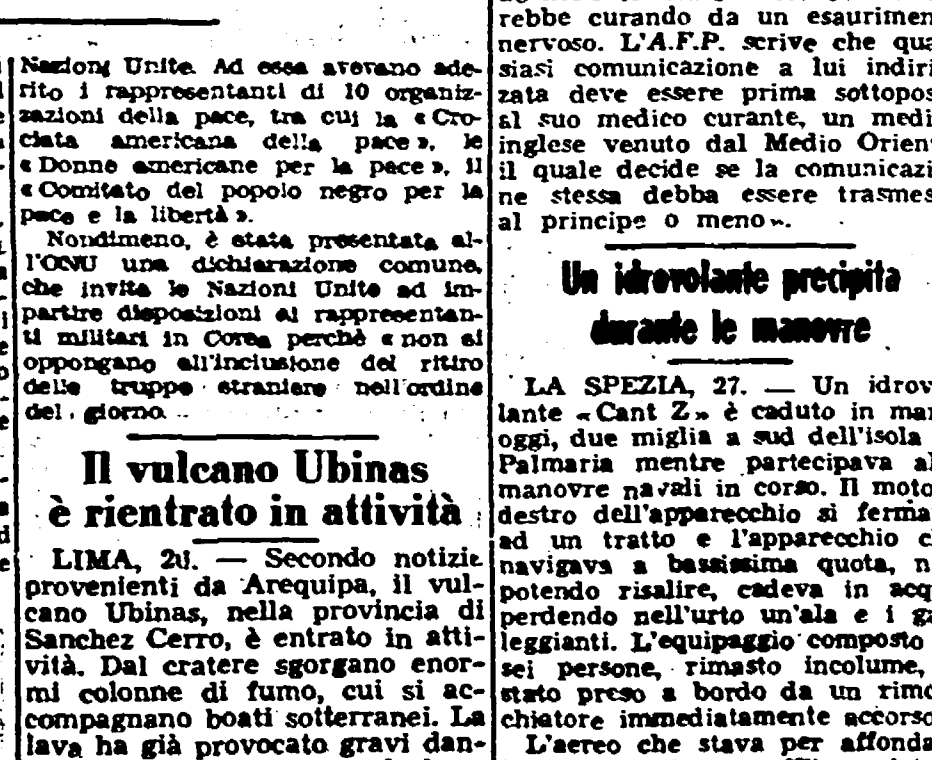 Nazioni Unite. Ad essa avevano ade-
rito i rappresentanti di 10 organiz-
zazioni della pace, tra cui la « Cro-
ciata americana della pace », le
« Donne americane per la pace », il
« Comitato del popolo negro per la
pace e la libertà ».
Nondimeno, è stata presentata al-
l'ONU una dichiarazione comune,
che invita le Nazioni Unite ad im-
partire disposizioni ai rappresentan-
ti militari in Corea perchè « non si
oppongano all'inclusione del ritiro
delle truppe straniere nell'ordine
del giorno.
Il vulcano Ubinas
è rientrato in attività
LIMA, — Secondo notizie
provenienti da Arequipa, il vul-
cano Ubinas, nella provincia di
Sanchez Cerro, è entrato in atti-
vità. Dal cratere sgorgano enor-
mi colonne di fumo, cui si ac-
compagnano boati sotterranei. La
lava ha già provocato gravi dan-
rebbe curando da un esaurimen
nervoso. L'A.F.P. scrive che qua
siasi comunicazione a lui indiri
zata deve essere prima sottopos
al suo medico curante, un medi
inglese venuto dal Medio Orien
il quale decide se la comunicazi
ne stessa debba essere trasmes
al principe o meno».
Un idrovolante precipita
durante le manovre
LA SPEZIA, 27. — Un idrov
lante «Cant Z» è caduto in mar
oggi, due miglia a sud dell'isola
Palmaria mentre partecipava al
manovre navali in corso. Il moto
destro dell'apparecchio si ferma
ad un tratto e l'apparecchio c
navigava a bassissima quota, n
potendo risalire, cadeva in acq
perdendo nell'urto un'ala e i ga
leggianti. L'equipaggio composto
sei persone, rimasto incolume,
stato preso a bordo da un rimo
chiatore immediatamente accorso
L'aereo che stava per affonda